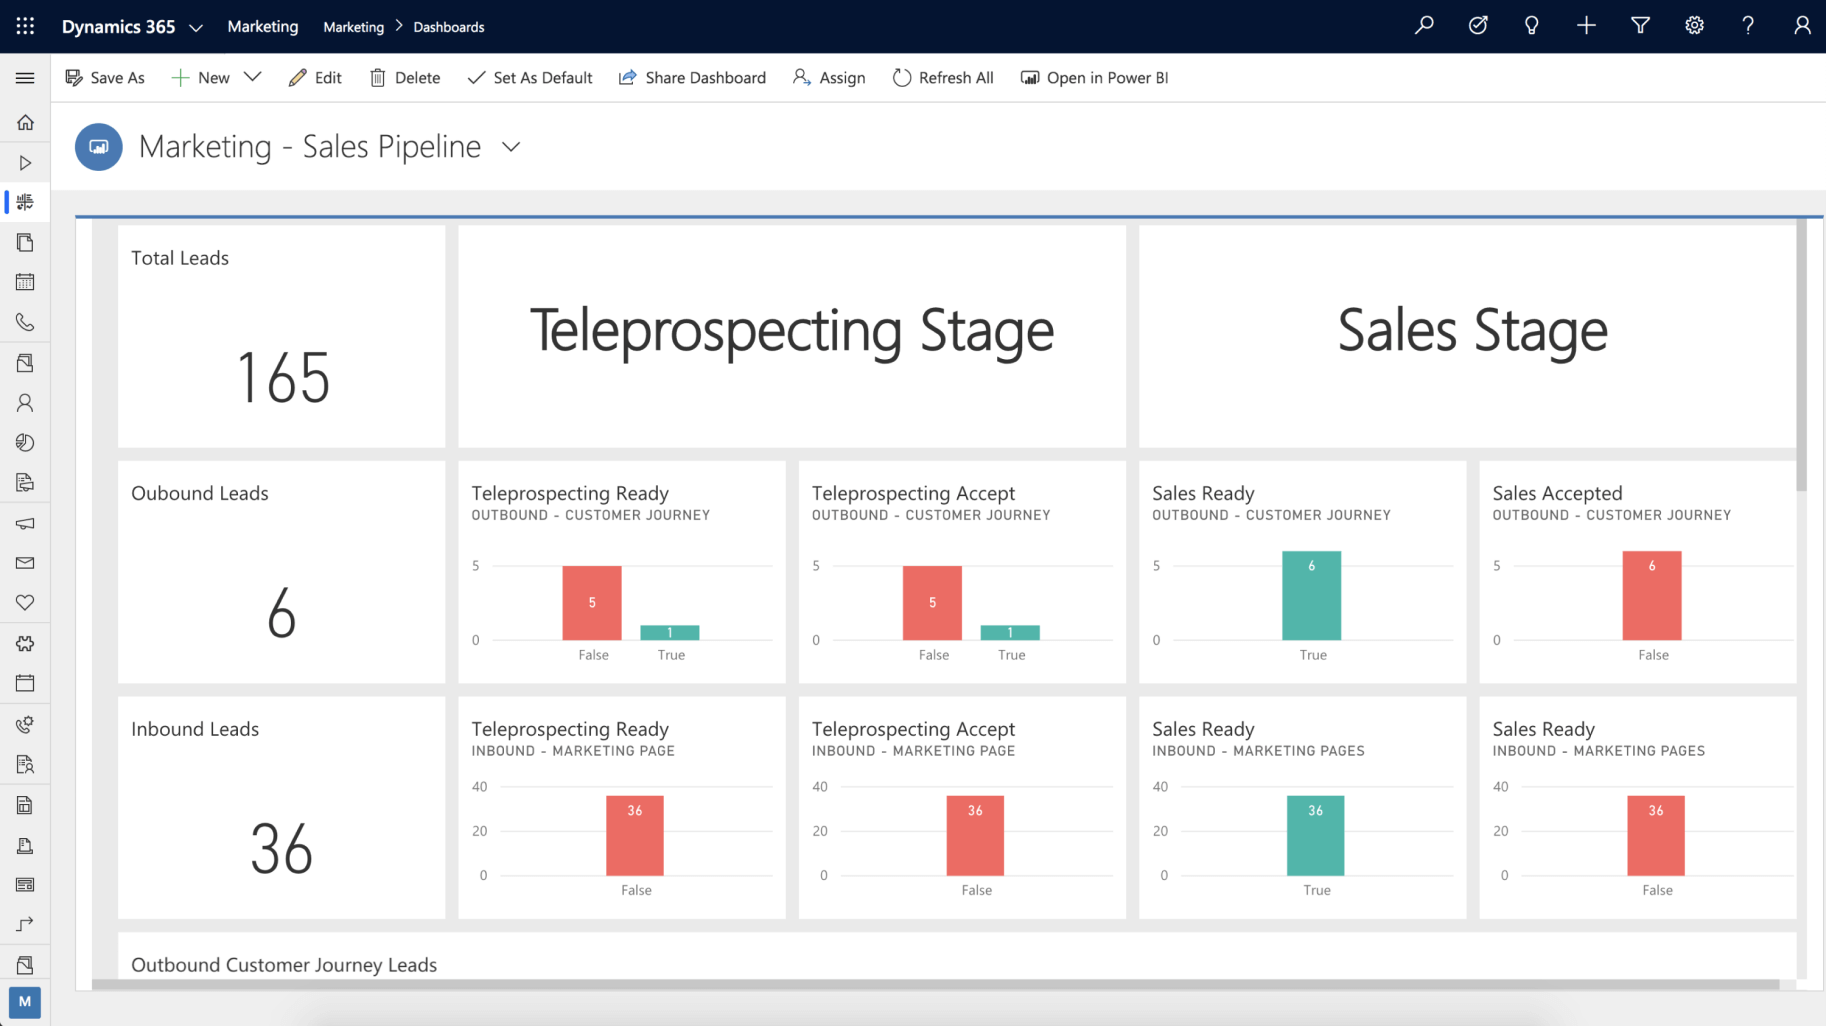 Dynamics 365 Marketing Marketing > Dashboards
Save As New Edit Delete Set As Default Share Dashboard Assign Refresh All Open in Power BI
Marketing - Sales Pipeline
Total Leads
165
Teleprospecting Stage
Sales Stage
Oubound Leads
6
Teleprospecting Ready
OUTBOUND - CUSTOMER JOURNEY
5
0
5
1
False True
Teleprospecting Accept
OUTBOUND - CUSTOMER JOURNEY
5
0
5
1
False True
Sales Ready
OUTBOUND - CUSTOMER JOURNEY
5
0
6
True
Sales Accepted
OUTBOUND - CUSTOMER JOURNEY
5
0
6
False
Inbound Leads
36
Teleprospecting Ready
INBOUND - MARKETING PAGE
40
20
0
36
False
Teleprospecting Accept
INBOUND - MARKETING PAGE
40
20
0
36
False
Sales Ready
INBOUND - MARKETING PAGES
40
20
0
36
True
Sales Ready
INBOUND - MARKETING PAGES
40
20
0
36
False
Outbound Customer Journey Leads
M